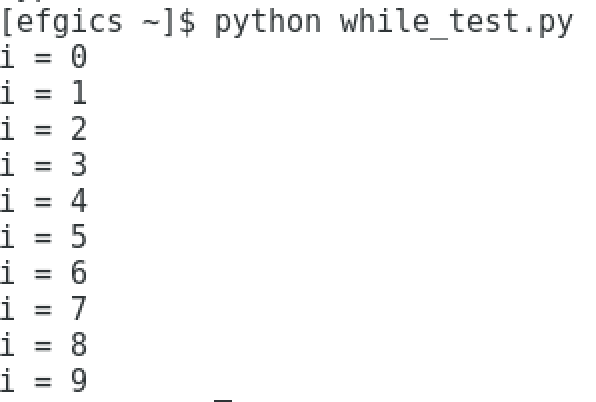 [efgics ~]$ python while_test.py
i = 0
i = 1
i = 2
i = 3
i = 4
i = 5
i = 6
i = 7
i = 8
i = 9